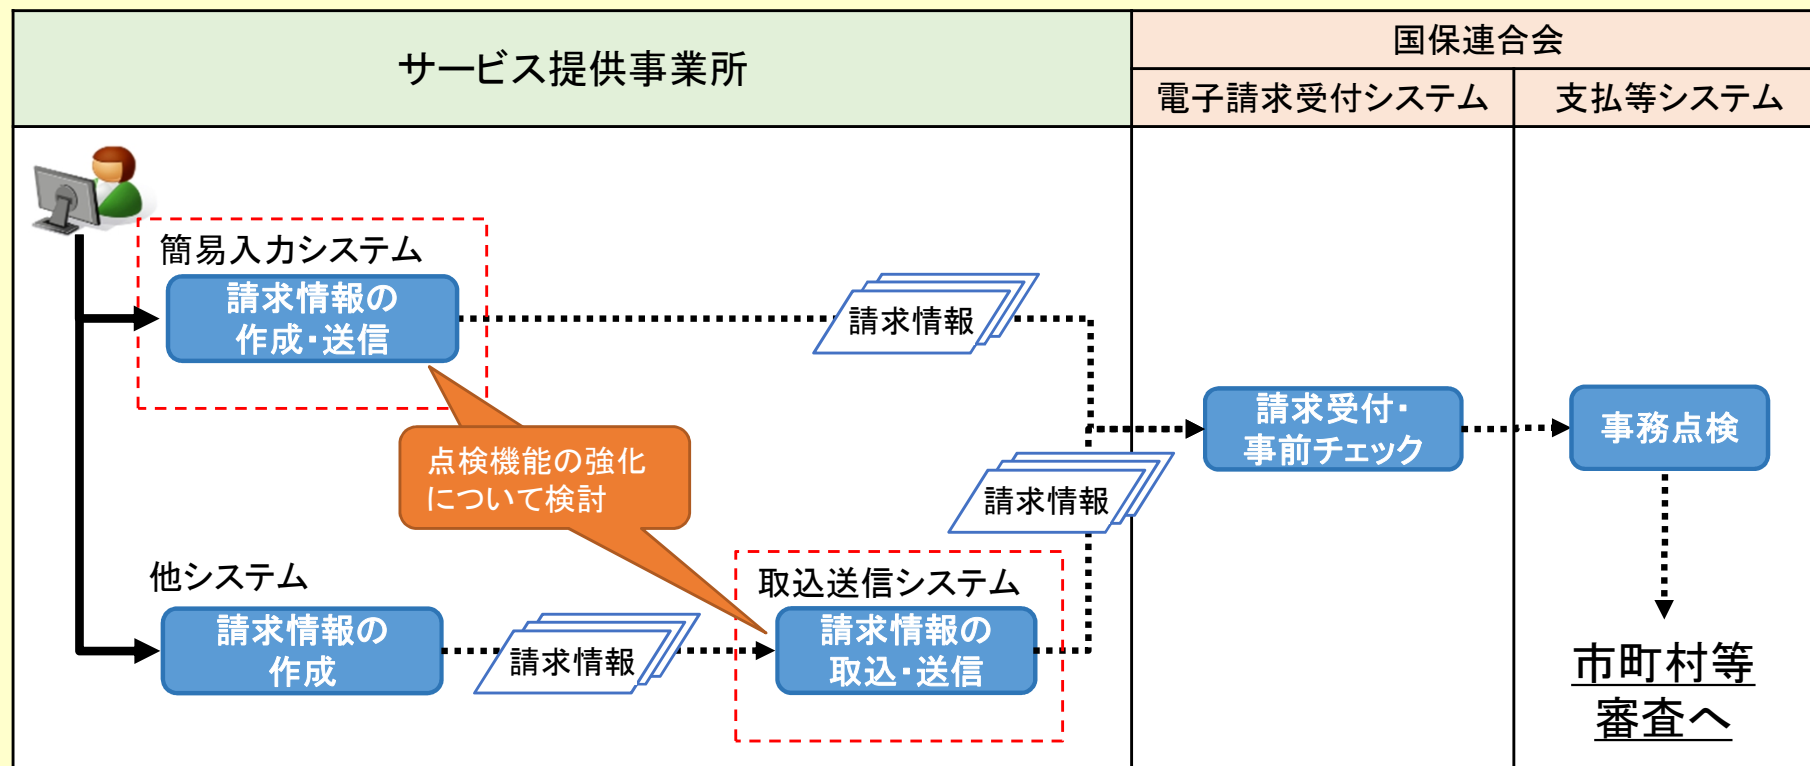 サービス提供事業所
国保連合会
電子請求受付システム
支払等システム
簡易入力システム
請求情報の
作成・送信
請求情報
請求受付・
事前チェック
事務点検
点検機能の強化
について検討
請求情報
他システム
請求情報の
作成
請求情報
取込送信システム
請求情報の
取込・送信
市町村等
審査へ